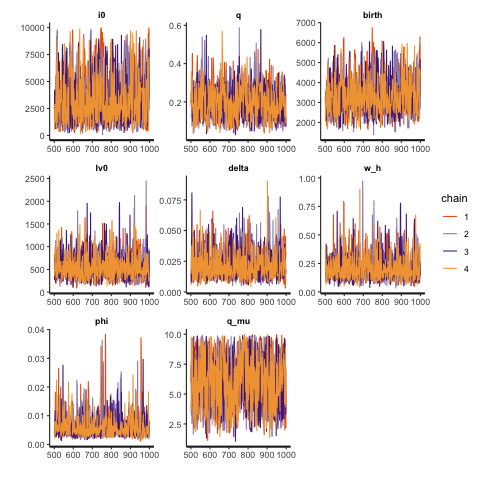 i0
q
birth
10000
7500
5000
2500
0
0.6
0.4
0.2
7000
6000
5000
4000
3000
2000
500 600 700 800 900 1000
500 600 700 800 900 1000
500 600 700 800 900 1000
lv0
delta
w_h
2500
2000
1500
1000
500
0
0.075
0.050
0.025
0.000
1.00
0.75
0.50
0.25
0.00
500 600 700 800 900 1000
500 600 700 800 900 1000
500 600 700 800 900 1000
chain
1
2
3
4
phi
q_mu
0.04
0.03
0.02
0.01
0.00
10.0
7.5
5.0
2.5
500 600 700 800 900 1000
500 600 700 800 900 1000